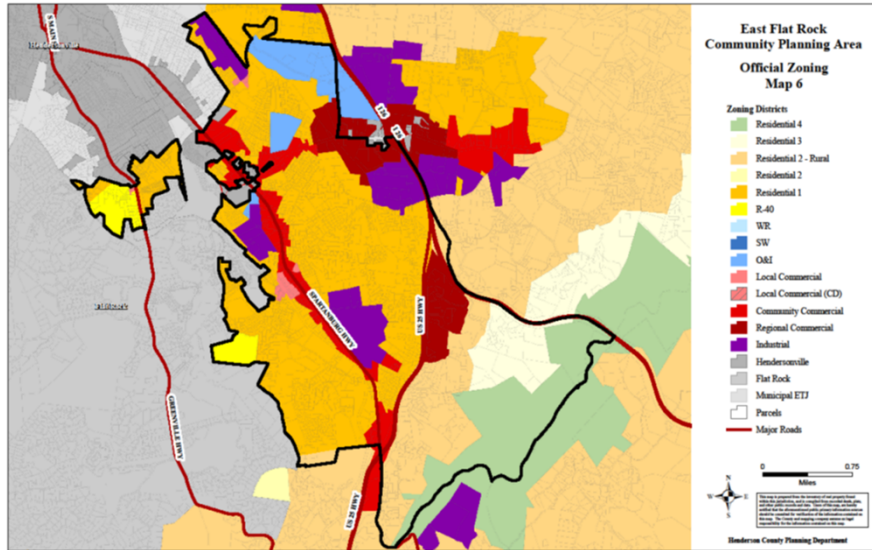 S MAIN
I 26
I 26
SPARTANBURG HWY
US 25 HWY
GREENVILLE HWY
US 25 HWY
East Flat Rock
Community Planning Area
Official Zoning
Map 6
Zoning Districts
Residential 4
Residential 3
Residential 2 - Rural
Residential 2
Residential 1
R-40
WR
SW
O&I
Local Commercial
Local Commercial (CD)
Community Commercial
Regional Commercial
Industrial
Hendersonville
Flat Rock
Municipal ETJ
Parcels
Major Roads
0 0.75
Miles
N
W E
S
Henderson County Planning Department